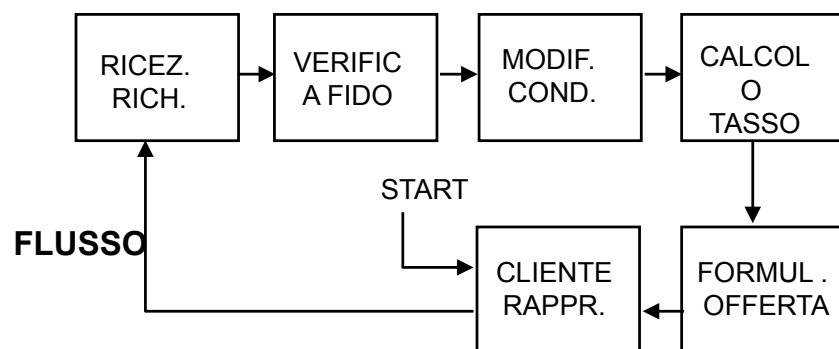 RICEZ.
RICH.
VERIFIC
A FIDO
MODIF.
COND.
CALCOL
O
TASSO
START
FLUSSO
CLIENTE
RAPPR.
FORMUL .
OFFERTA